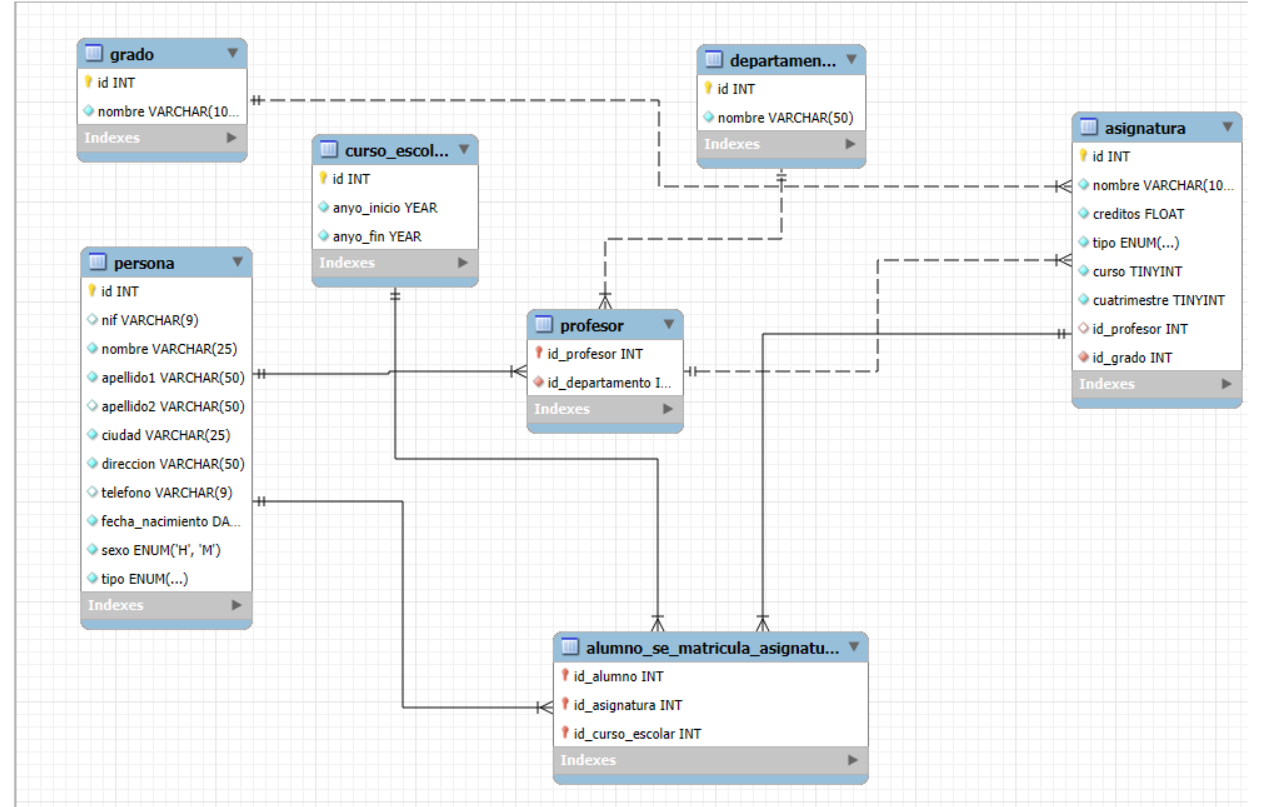 grado
id INT
nombre VARCHAR(10...
Indexes
departamen...
id INT
nombre VARCHAR(50)
Indexes
asignatura
id INT
nombre VARCHAR(10...
creditos FLOAT
tipo ENUM(...)
curso TINYINT
cuatrimestre TINYINT
id_profesor INT
id_grado INT
Indexes
curso_escol...
id INT
anyo_inicio YEAR
anyo_fin YEAR
Indexes
persona
id INT
nif VARCHAR(9)
nombre VARCHAR(25)
apellido1 VARCHAR(50)
apellido2 VARCHAR(50)
ciudad VARCHAR(25)
direccion VARCHAR(50)
telefono VARCHAR(9)
fecha_nacimiento DA...
sexo ENUM('H', 'M')
tipo ENUM(...)
Indexes
profesor
id_profesor INT
id_departamento I...
Indexes
alumno_se_matricula_asignatu...
id_alumno INT
id_asignatura INT
id_curso_escolar INT
Indexes